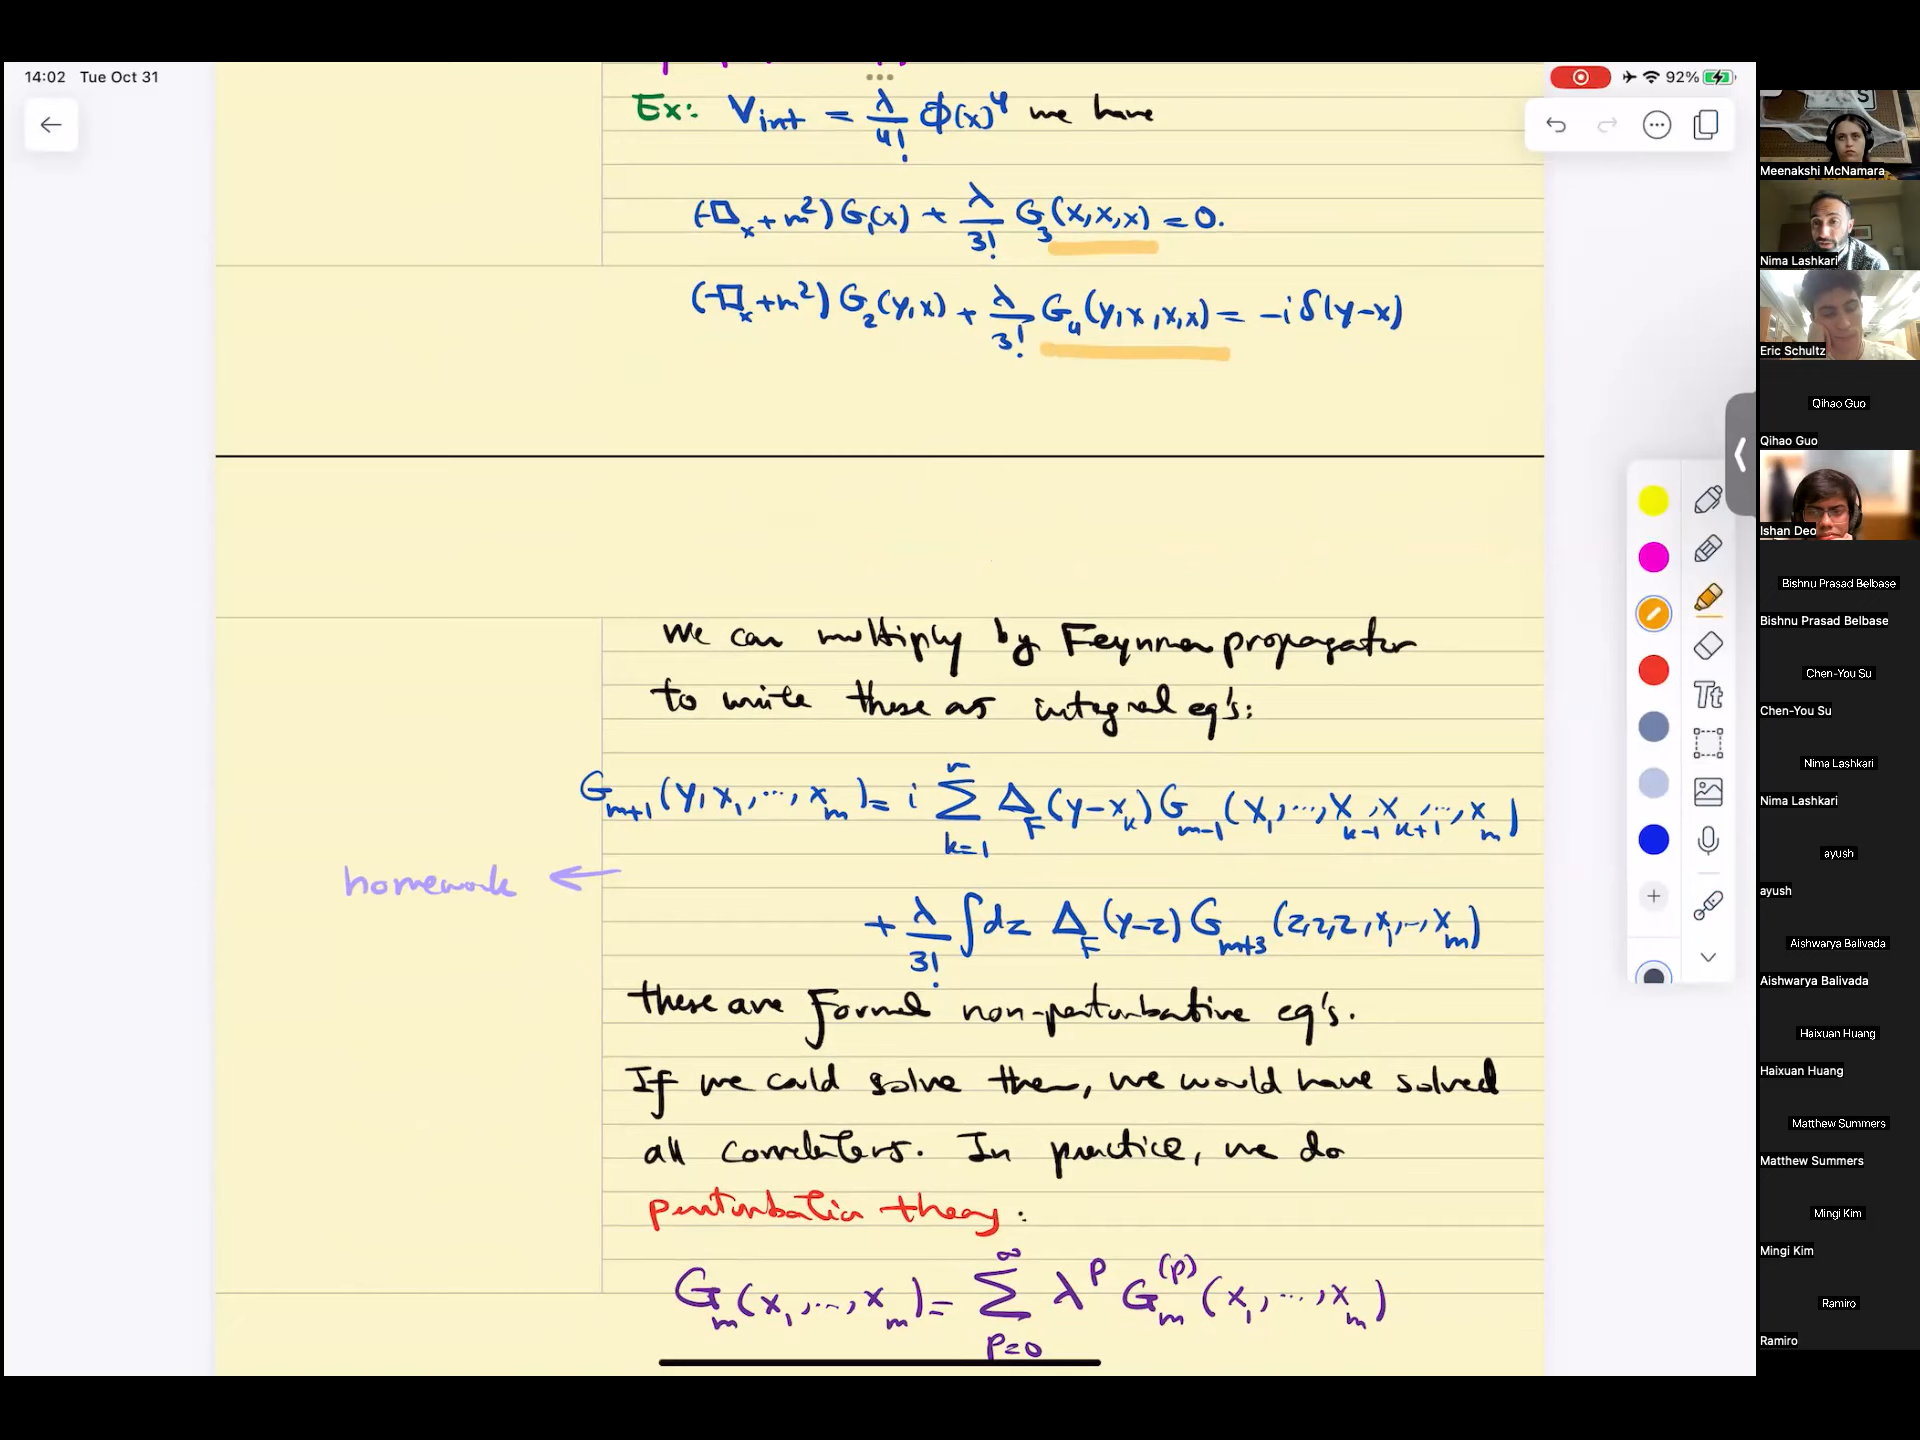 14:02 Tue Oct 31
92%
Ex: V_int = λ/4! φ(x)^4 we have
(-□_x + m²) G_1(x) + λ/3! G_3(x,x,x) = 0.
(-□_x + m²) G_2(y,x) + λ/3! G_4(y,x,x,x) = -i δ(y-x)
We can multiply by Feynman propagator
to write these as integral eq's:
G_{m+1}(y,x_1,...,x_m) = i Σ_{k=1}^{n} Δ_F(y-x_k) G_{m-1}(x_1,...,x_{k-1},x_{k+1},...,x_m)
homework ←
+ λ/3! ∫dz Δ_F(y-z) G_{m+3}(z,z,z,x_1,...,x_m)
these are formal non-perturbative eq's.
If we could solve them, we would have solved
all correlators. In practice, we do
perturbation theory:
G_m(x_1,...,x_m) = Σ_{p=0}^{∞} λ^p G_m^{(p)}(x_1,...,x_m)
Tt
Meenakshi McNamara
Nima Lashkari
Eric Schultz
Qihao Guo
Qihao Guo
Ishan Deo
Bishnu Prasad Belbase
Bishnu Prasad Belbase
Chen-You Su
Chen-You Su
Nima Lashkari
Nima Lashkari
ayush
ayush
Aishwarya Balivada
Aishwarya Balivada
Haixuan Huang
Haixuan Huang
Matthew Summers
Matthew Summers
Mingi Kim
Mingi Kim
Ramiro
Ramiro